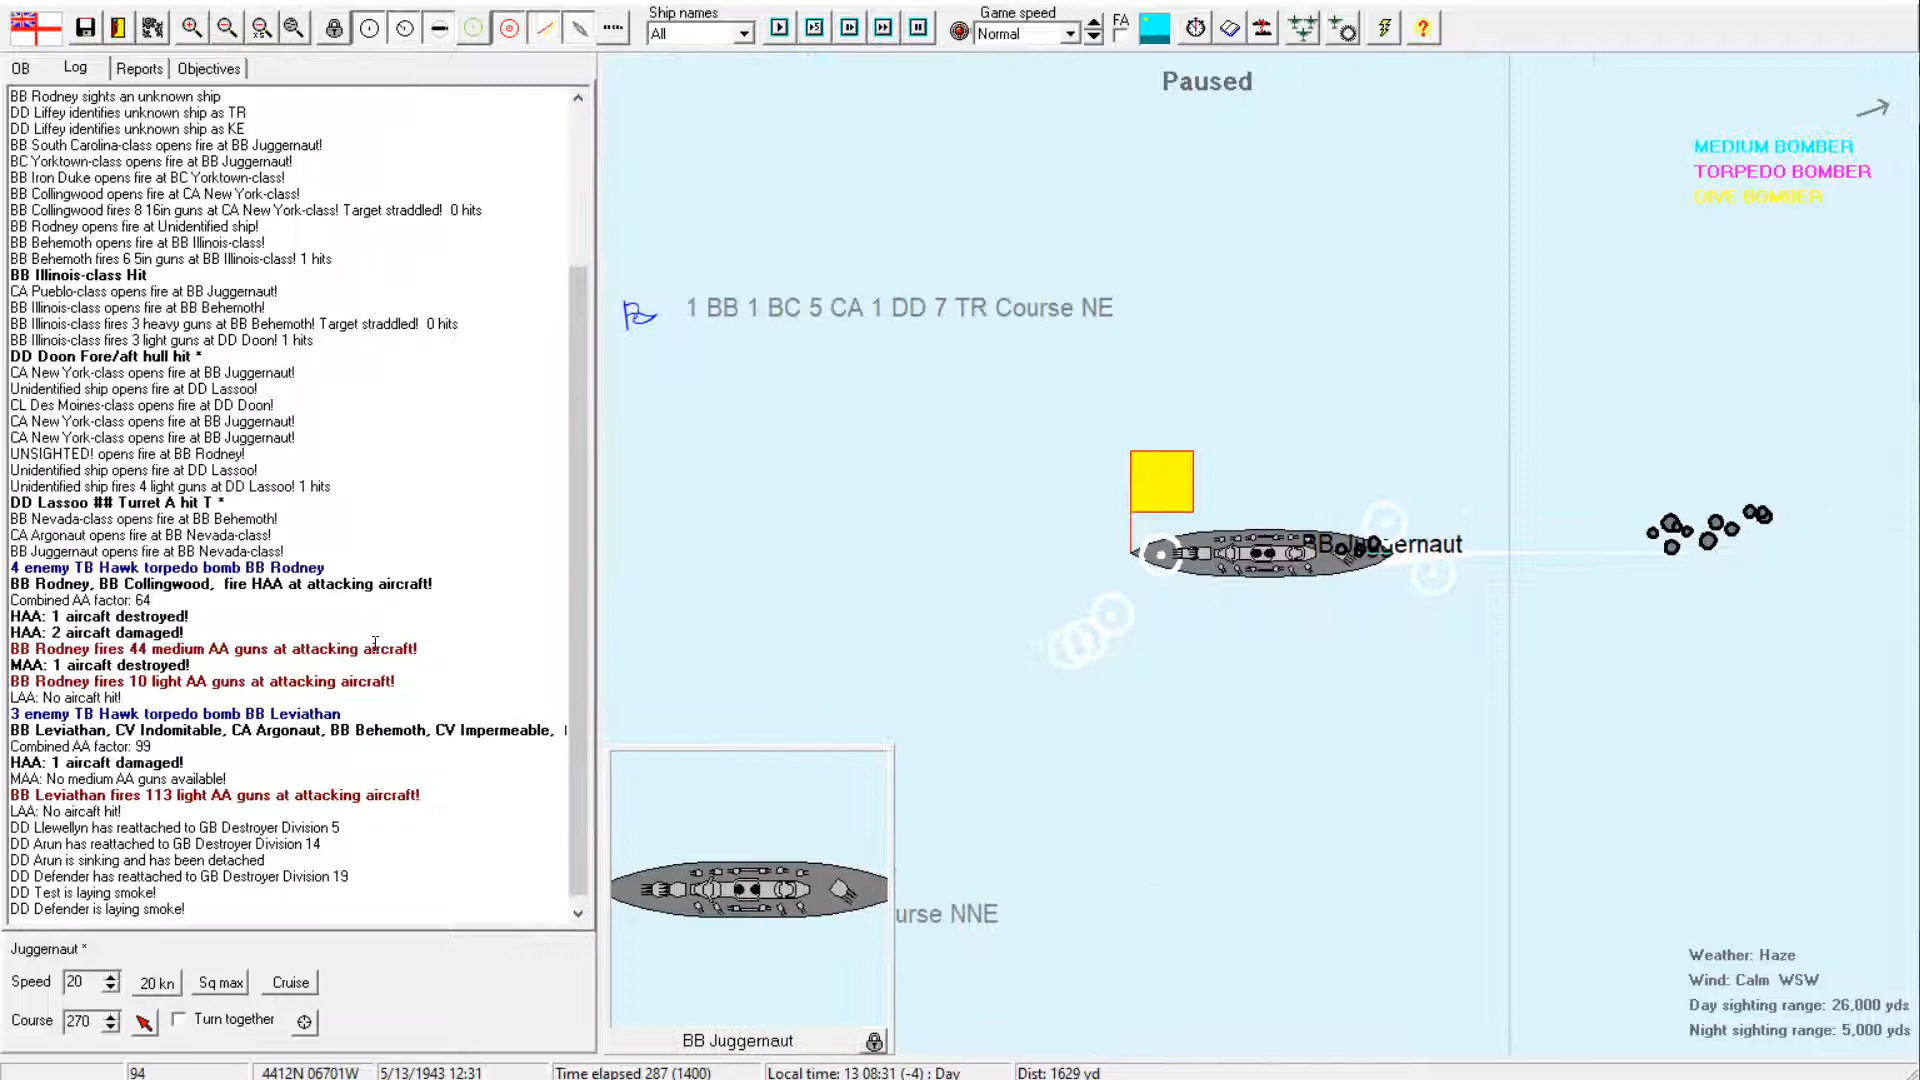 Ship names
All
Game speed
Normal
FA
OB
Log
Reports
Objectives
BB Rodney sights an unknown ship
DD Liffey identifies unknown ship as TR
DD Liffey identifies unknown ship as KE
BB South Carolina-class opens fire at BB Juggernaut!
BC Yorktown-class opens fire at BB Juggernaut!
BB Iron Duke opens fire at BC Yorktown-class!
BB Collingwood opens fire at CA New York-class!
BB Collingwood fires 8 16in guns at CA New York-class! Target straddled! 0 hits
BB Rodney opens fire at Unidentified ship!
BB Behemoth opens fire at BB Illinois-class!
BB Behemoth fires 6 5in guns at BB Illinois-class! 1 hits
BB Illinois-class Hit
CA Pueblo-class opens fire at BB Juggernaut!
BB Illinois-class opens fire at BB Behemoth!
BB Illinois-class fires 3 heavy guns at BB Behemoth! Target straddled! 0 hits
BB Illinois-class fires 3 light guns at DD Doon! 1 hits
DD Doon Fore/aft hull hit *
CA New York-class opens fire at BB Juggernaut!
Unidentified ship opens fire at DD Lassoo!
CL Des Moines-class opens fire at DD Doon!
CA New York-class opens fire at BB Juggernaut!
CA New York-class opens fire at BB Juggernaut!
UNSIGHTED! opens fire at BB Rodney!
Unidentified ship opens fire at DD Lassoo!
Unidentified ship fires 4 light guns at DD Lassoo! 1 hits
DD Lassoo ## Turret A hit T *
BB Nevada-class opens fire at BB Behemoth!
CA Argonaut opens fire at BB Nevada-class!
BB Juggernaut opens fire at BB Nevada-class!
4 enemy TB Hawk torpedo bomb BB Rodney
BB Rodney, BB Collingwood,  fire HAA at attacking aircraft!
Combined AA factor: 64
HAA: 1 aircaft destroyed!
HAA: 2 aircaft damaged!
BB Rodney fires 44 medium AA guns at attacking aircraft!
MAA: 1 aircaft destroyed!
BB Rodney fires 10 light AA guns at attacking aircraft!
LAA: No aircaft hit!
3 enemy TB Hawk torpedo bomb BB Leviathan
BB Leviathan, CV Indomitable, CA Argonaut, BB Behemoth, CV Impermeable,
Combined AA factor: 99
HAA: 1 aircaft damaged!
MAA: No medium AA guns available!
BB Leviathan fires 113 light AA guns at attacking aircraft!
LAA: No aircaft hit!
DD Llewellyn has reattached to GB Destroyer Division 5
DD Arun has reattached to GB Destroyer Division 14
DD Arun is sinking and has been detached
DD Defender has reattached to GB Destroyer Division 19
DD Test is laying smoke!
DD Defender is laying smoke!
Juggernaut *
Speed
20
20 kn
Sq max
Cruise
Course
270
Turn together
Paused
MEDIUM BOMBER
TORPEDO BOMBER
DIVE BOMBER
1 BB 1 BC 5 CA 1 DD 7 TR Course NE
BB Juggernaut
urse NNE
BB Juggernaut
Weather: Haze
Wind: Calm WSW
Day sighting range: 26,000 yds
Night sighting range: 5,000 yds
94
4412N 06701W
5/13/1943 12:31
Time elapsed 287 (1400)
Local time: 13 08:31 (-4) : Day
Dist: 1629 yd